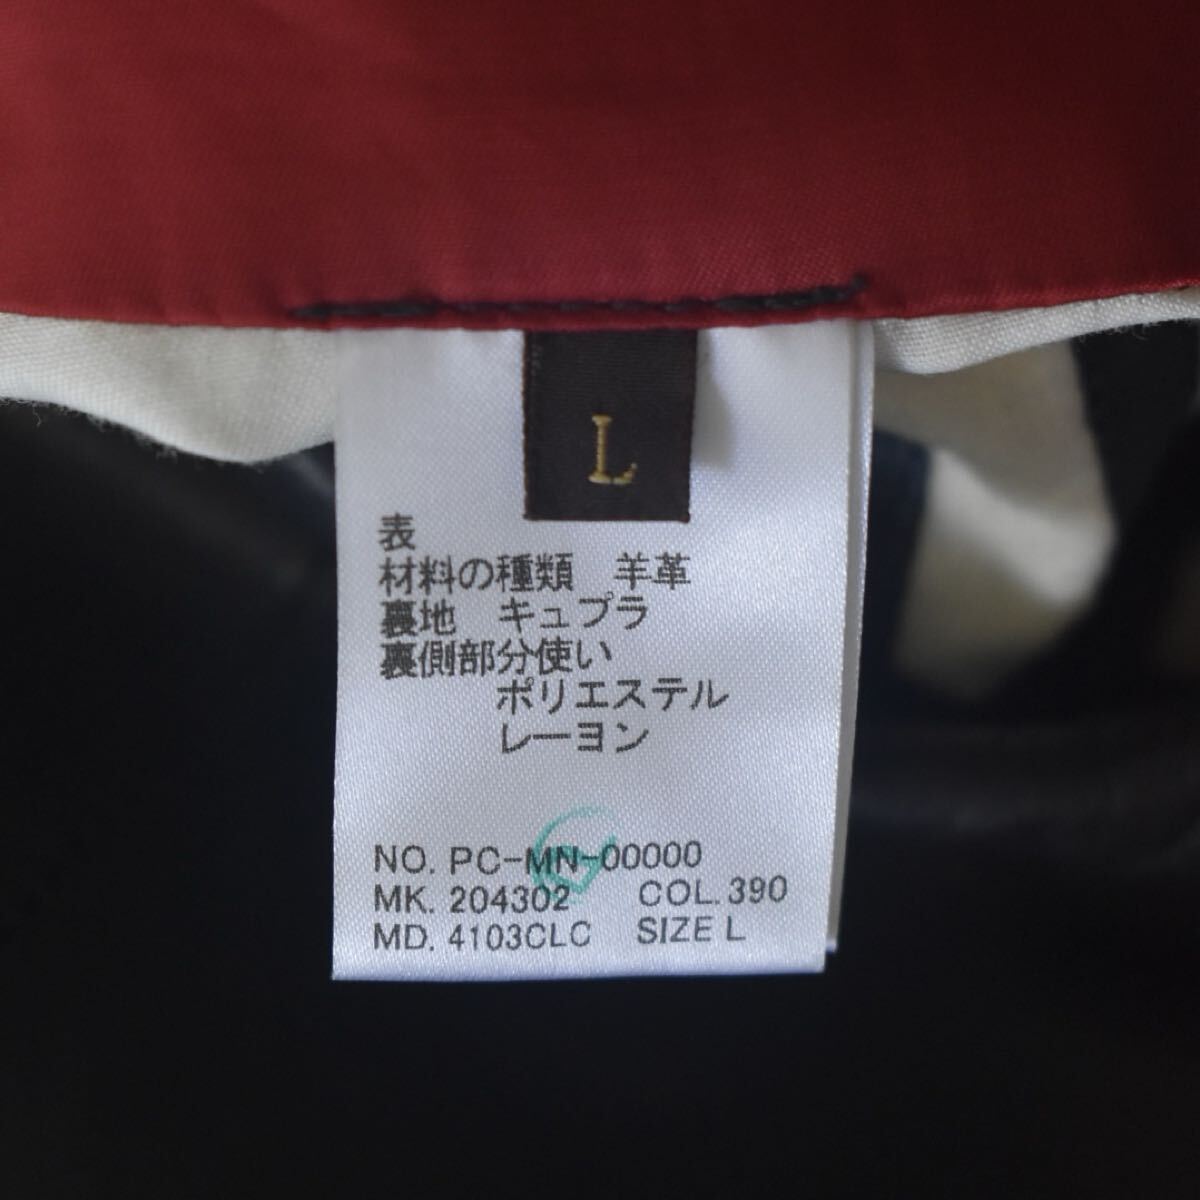 L
表
材料の種類　羊革
裏地　キュプラ
裏側部分使い
ポリエステル
レーヨン
NO. PC-MN-00000
MK. 204302　COL. 390
MD. 4103CLC　SIZE L